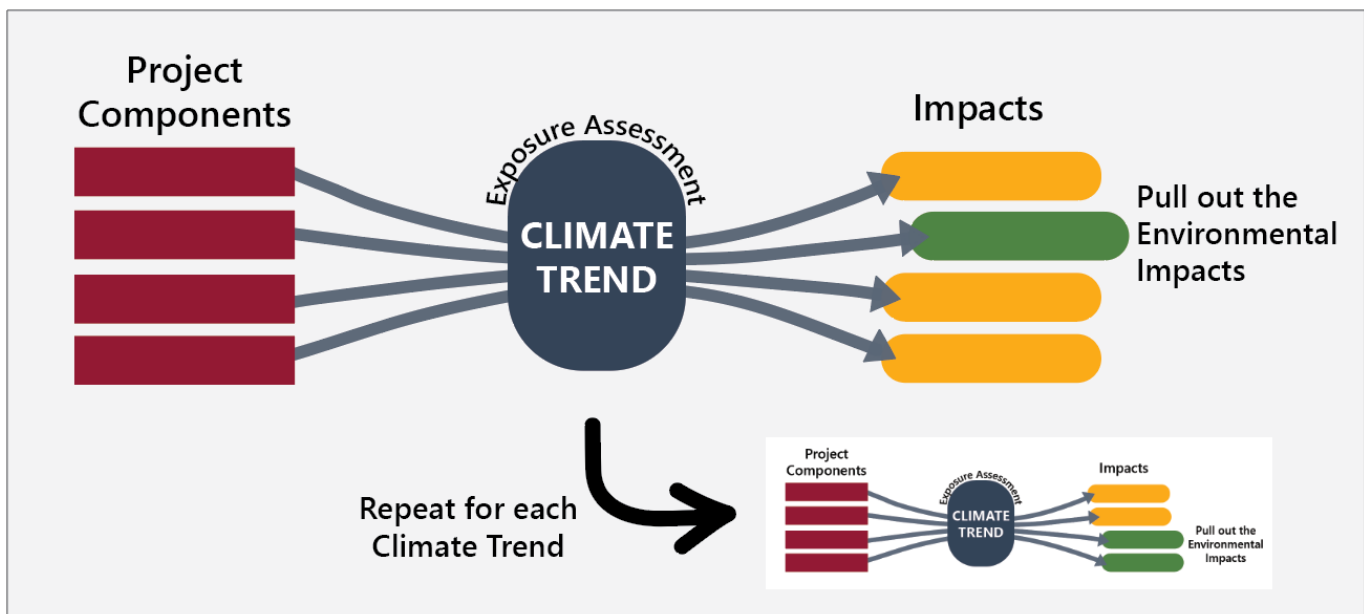 Project
Components
Exposure Assessment
CLIMATE
TREND
Impacts
Pull out the
Environmental
Impacts
Repeat for each
Climate Trend
Project
Components
Exposure Assessment
CLIMATE
TREND
Impacts
Pull out the
Environmental
Impacts